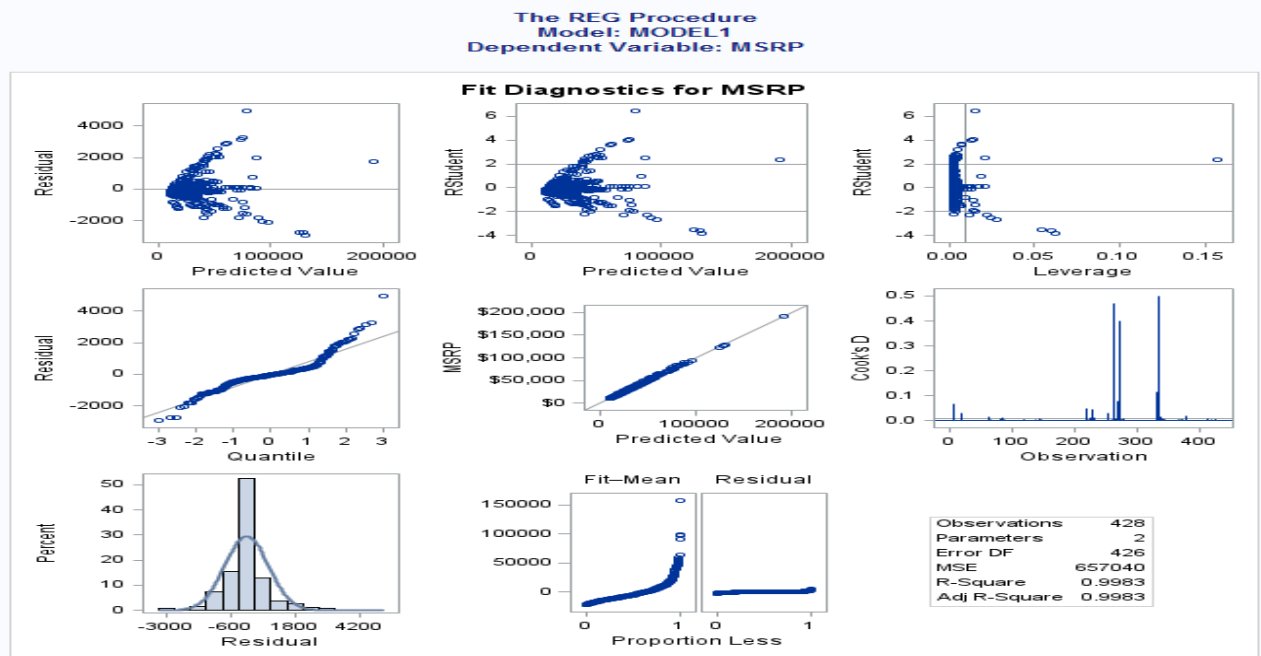 The REG Procedure
Model: MODEL1
Dependent Variable: MSRP
Fit Diagnostics for MSRP
Residual
4000
2000
0
-2000
0
100000
200000
Predicted Value
RStudent
6
4
2
0
-2
-4
0
100000
200000
Predicted Value
RStudent
6
4
2
0
-2
-4
0.00
0.05
0.10
0.15
Leverage
Residual
4000
2000
0
-2000
-3
-2
-1
0
1
2
3
Quantile
MSRP
$200,000
$150,000
$100,000
$50,000
$0
0
100000
200000
Predicted Value
Cook's D
0.5
0.4
0.3
0.2
0.1
0.0
0
100
200
300
400
Observation
Percent
50
40
30
20
10
0
-3000
-600
1800
4200
Residual
Fit–Mean
Residual
150000
100000
50000
0
0
1
0
1
Proportion Less
Observations 428
Parameters 2
Error DF 426
MSE 657040
R-Square 0.9983
Adj R-Square 0.9983